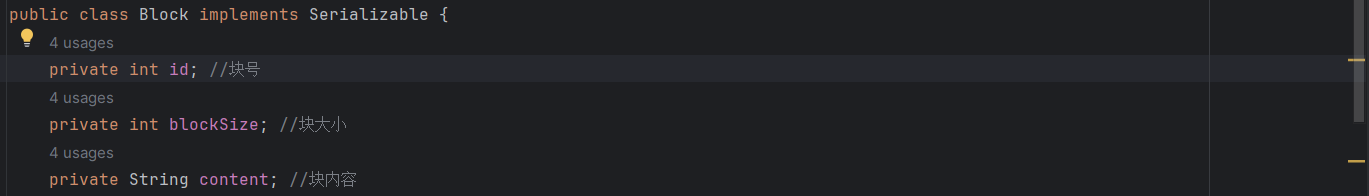 public class Block implements Serializable {
4 usages
private int id; //块号
4 usages
private int blockSize; //块大小
4 usages
private String content; //块内容